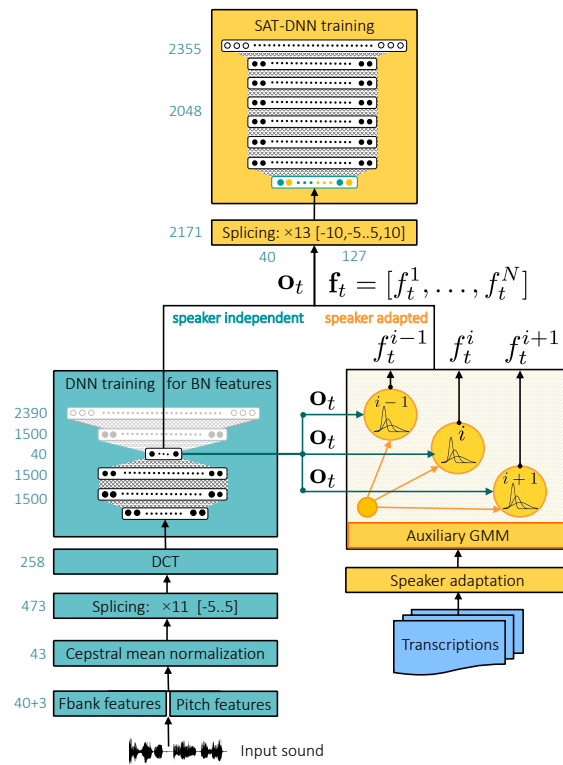 SAT-DNN training
2355
2048
2171
Splicing: ×13 [-10,-5..5,10]
40
127
o_t
f_t = [f_t^1, . . . , f_t^N]
speaker independent
speaker adapted
f_t^{i−1}
f_t^i
f_t^{i+1}
DNN training for BN features
2390
1500
40
1500
1500
o_t
o_t
o_t
i − 1
i
i + 1
Auxiliary GMM
258
DCT
Speaker adaptation
473
Splicing: ×11 [-5..5]
Transcriptions
43
Cepstral mean normalization
40+3
Fbank features
Pitch features
Input sound